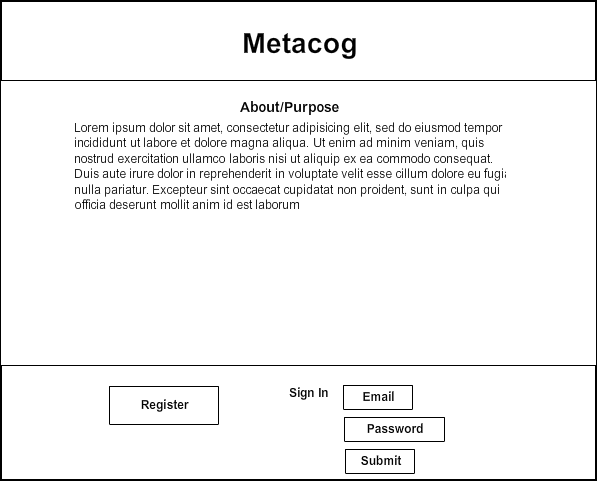 Metacog
About/Purpose
Lorem ipsum dolor sit amet, consectetur adipisicing elit, sed do eiusmod tempor
incididunt ut labore et dolore magna aliqua. Ut enim ad minim veniam, quis
nostrud exercitation ullamco laboris nisi ut aliquip ex ea commodo consequat.
Duis aute irure dolor in reprehenderit in voluptate velit esse cillum dolore eu
nulla pariatur. Excepteur sint occaecat cupidatat non proident, sunt in culpa qui
officia deserunt mollit anim id est laborum
Register
Sign In
Email
Password
Submit